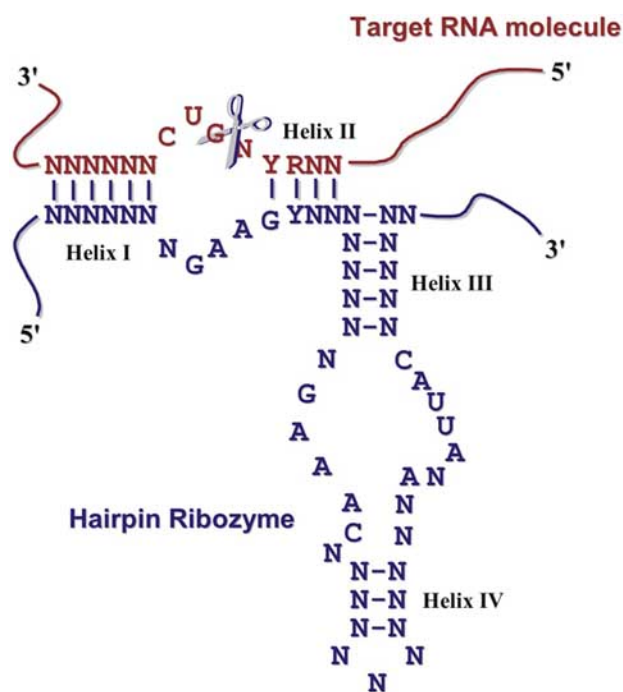 Target RNA molecule
3'
5'
C U G N
Helix II
NNNNNN
Y RNN
NNNNNN
N G A A G
YNNN-NN
Helix I
3'
5'
N-N
N-N
Helix III
N-N
N-N
N
C
G
A
U
A
U
A
A
A N
A
N
Hairpin Ribozyme
C
N
N
N-N
N-N
Helix IV
N-N
N
N
N